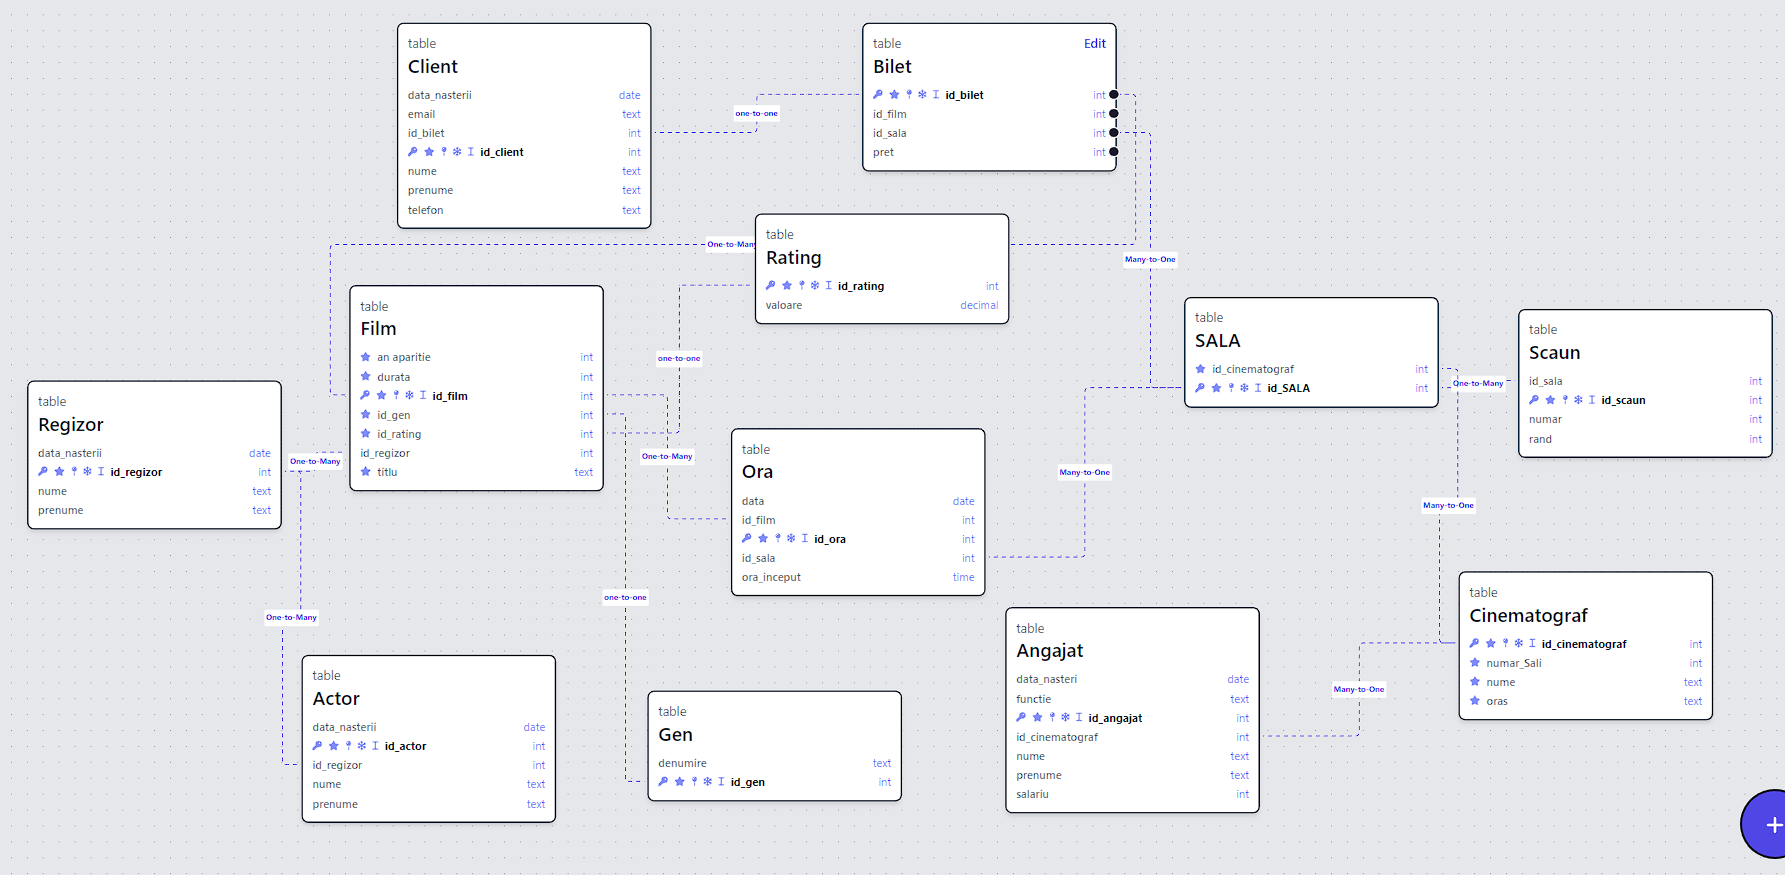 table
Client
data_nasterii date
email text
id_bilet int
id_client int
nume text
prenume text
telefon text
one-to-one
table Edit
Bilet
id_bilet int
id_film int
id_sala int
pret int
One-to-Many
table
Rating
id_rating int
valoare decimal
Many-to-One
table
Film
an aparitie int
durata int
id_film int
id_gen int
id_rating int
id_regizor int
titlu text
one-to-one
table
SALA
id_cinematograf int
id_SALA int
One-to-Many
table
Scaun
id_sala int
id_scaun int
numar int
rand int
table
Regizor
data_nasterii date
id_regizor int
nume text
prenume text
One-to-Many
One-to-Many
table
Ora
data date
id_film int
id_ora int
id_sala int
ora_inceput time
Many-to-One
Many-to-One
One-to-Many
one-to-one
table
Actor
data_nasterii date
id_actor int
id_regizor int
nume text
prenume text
table
Gen
denumire text
id_gen int
table
Angajat
data_nasteri date
functie text
id_angajat int
id_cinematograf int
nume text
prenume text
salariu int
Many-to-One
table
Cinematograf
id_cinematograf int
numar_Sali int
nume text
oras text